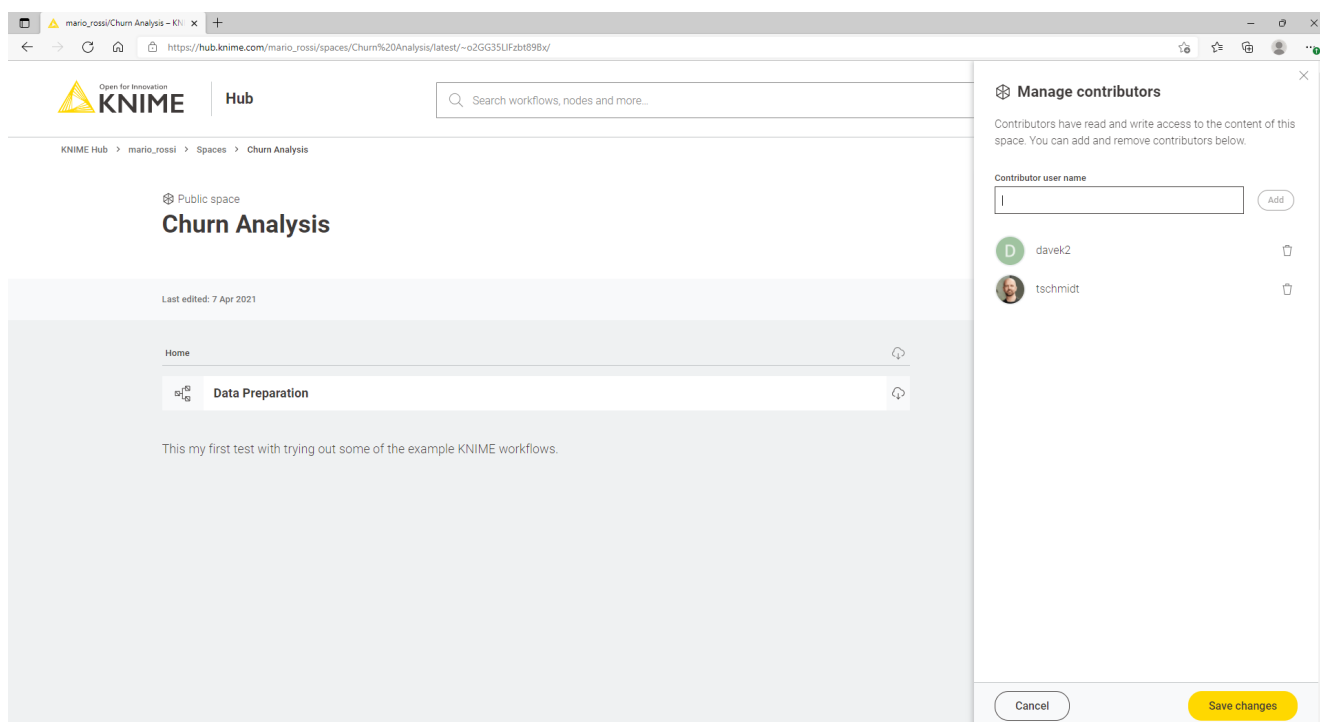 mario_rossi/Churn Analysis – KN
https://hub.knime.com/mario_rossi/spaces/Churn%20Analysis/latest/~o2GG35LlFzbt898x/
Open for Innovation
KNIME
Hub
Search workflows, nodes and more...
KNIME Hub > mario_rossi > Spaces > Churn Analysis
Public space
Churn Analysis
Last edited: 7 Apr 2021
Home
Data Preparation
This my first test with trying out some of the example KNIME workflows.
Manage contributors
Contributors have read and write access to the content of this
space. You can add and remove contributors below.
Contributor user name
Add
D
davek2
tschmidt
Cancel
Save changes